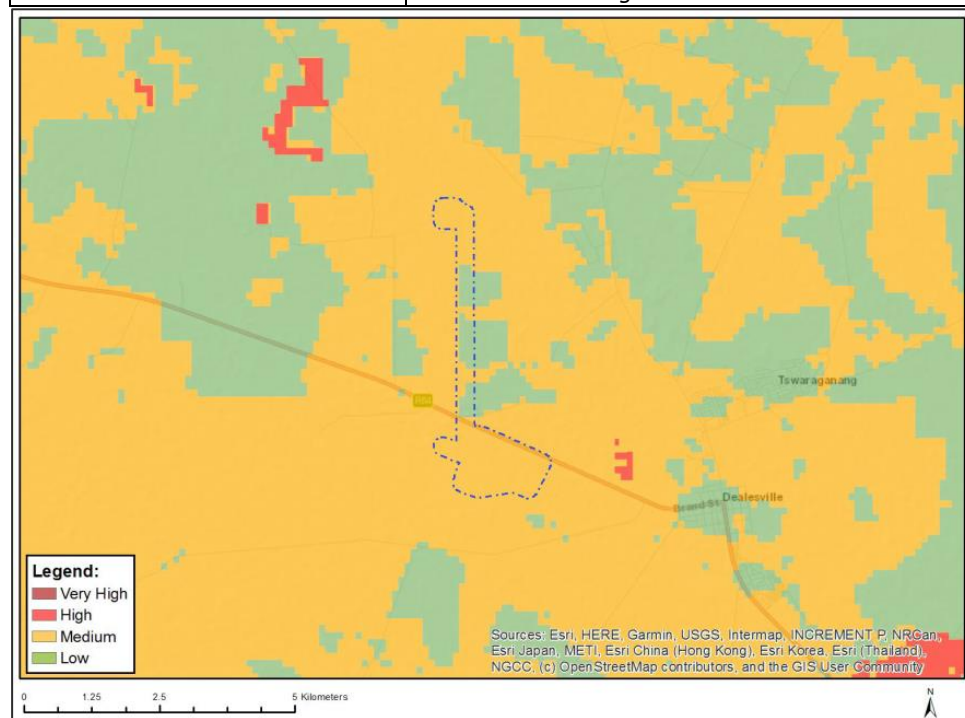 Tswaraganang
R64
Dealesville
Brand St
Legend:
Very High
High
Medium
Low
Sources: Esri, HERE, Garmin, USGS, Intermap, INCREMENT P, NRCan,
Esri Japan, METI, Esri China (Hong Kong), Esri Korea, Esri (Thailand),
NGCC, (c) OpenStreetMap contributors, and the GIS User Community
0 1.25 2.5 5 Kilometers
N